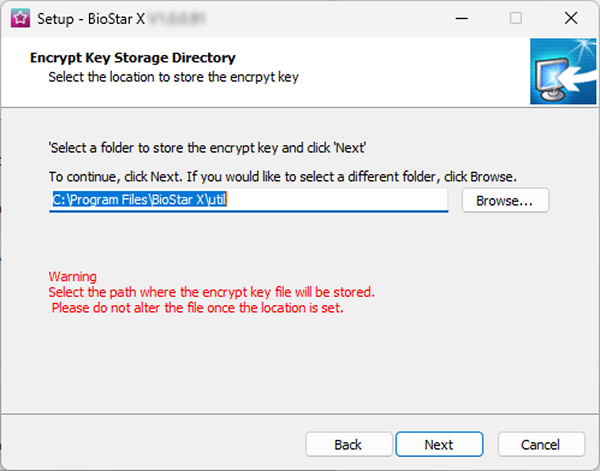 Setup - BioStar X
Encrypt Key Storage Directory
Select the location to store the encrpyt key
'Select a folder to store the encrypt key and click 'Next'
To continue, click Next. If you would like to select a different folder, click Browse.
C:\Program Files\BioStar X\util
Browse...
Warning
Select the path where the encrypt key file will be stored.
Please do not alter the file once the location is set.
Back
Next
Cancel